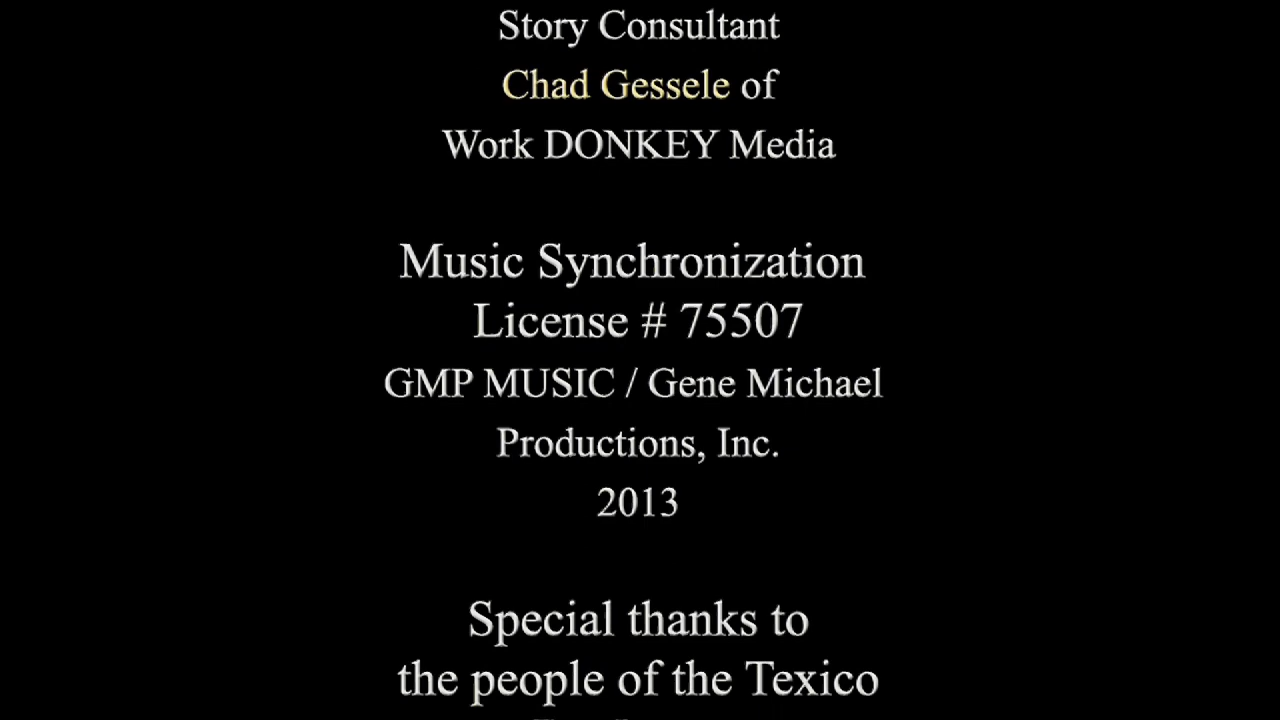 Story Consultant
Chad Gessele of
Work DONKEY Media
Music Synchronization
License # 75507
GMP MUSIC / Gene Michael
Productions, Inc.
2013
Special thanks to
the people of the Texico